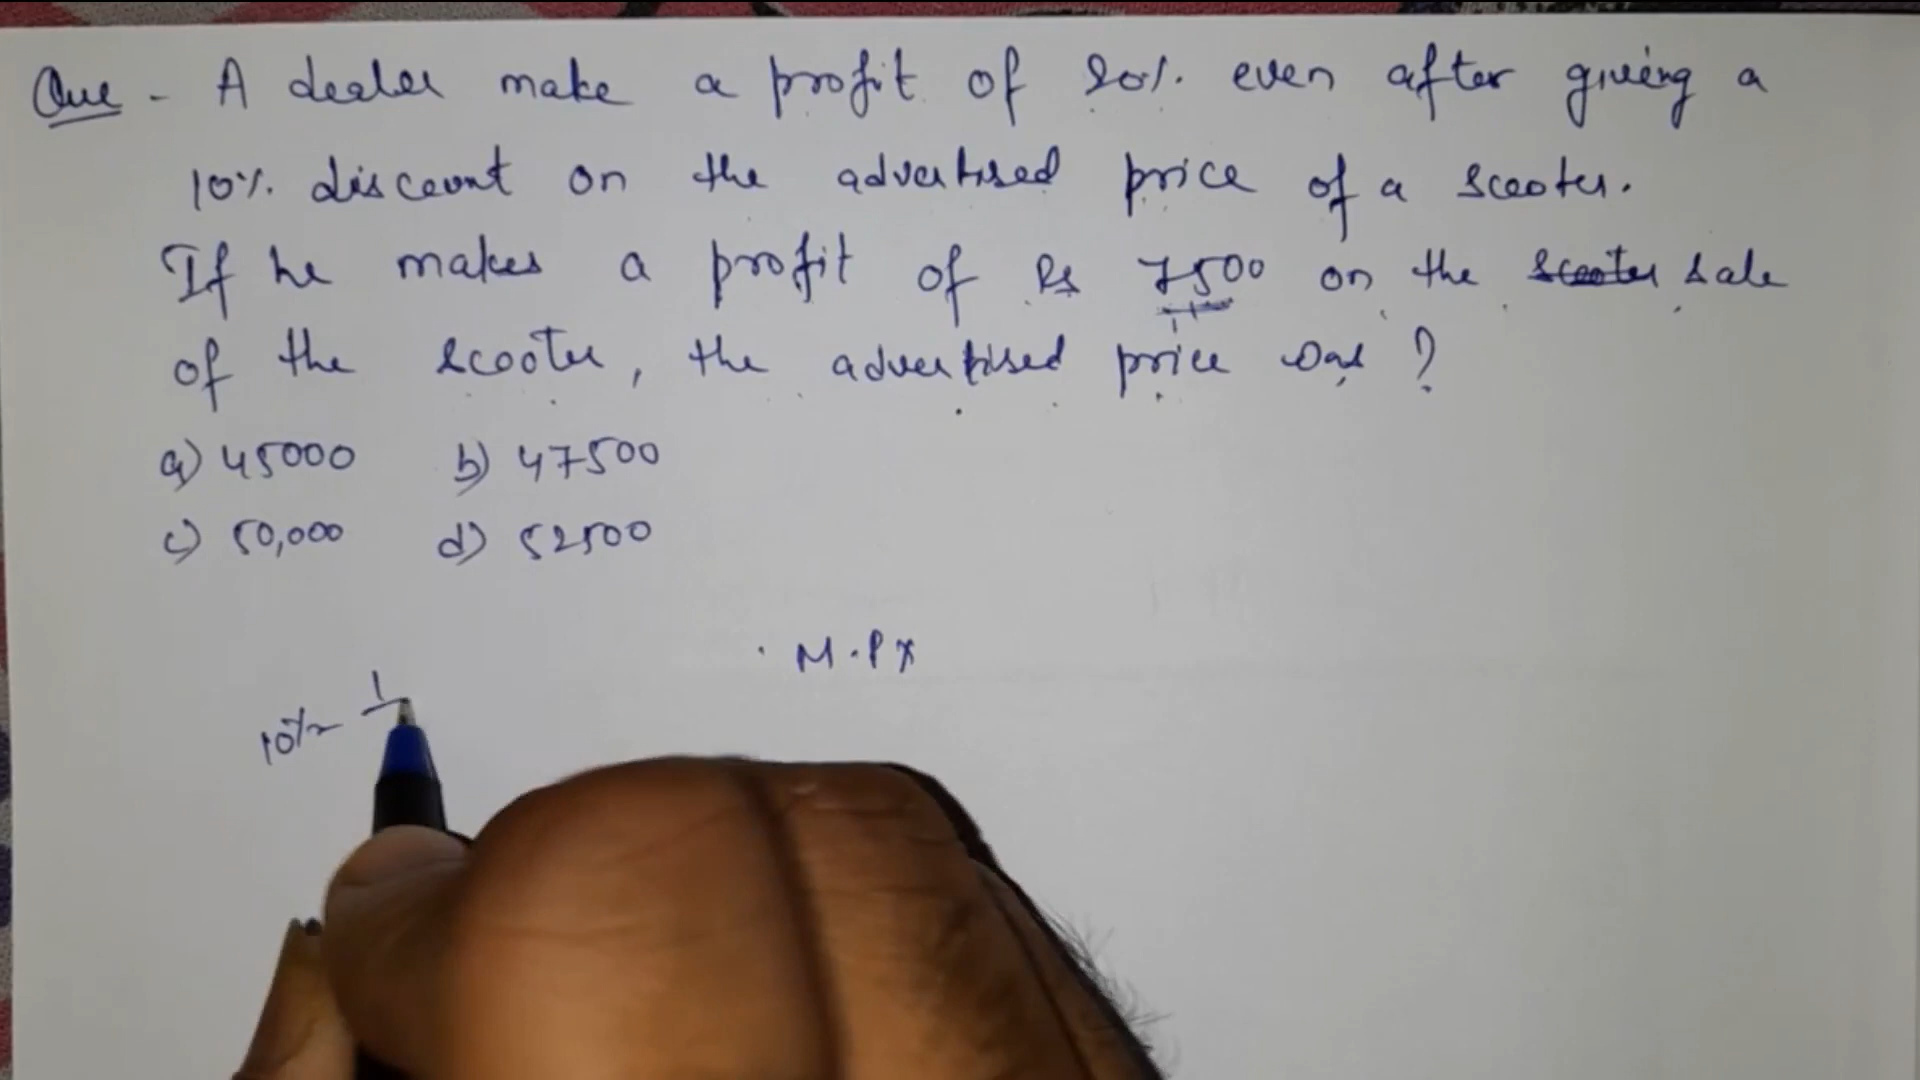 Que - A dealer make a profit of 20%. even after giving a
10%. discount on the advertised price of a scooter.
If he makes a profit of Rs 7500 on the scooter sale
of the scooter, the advertised price was ?
a) 45000 b) 47500
c) 50,000 d) 52500
M.P x
10% = 1